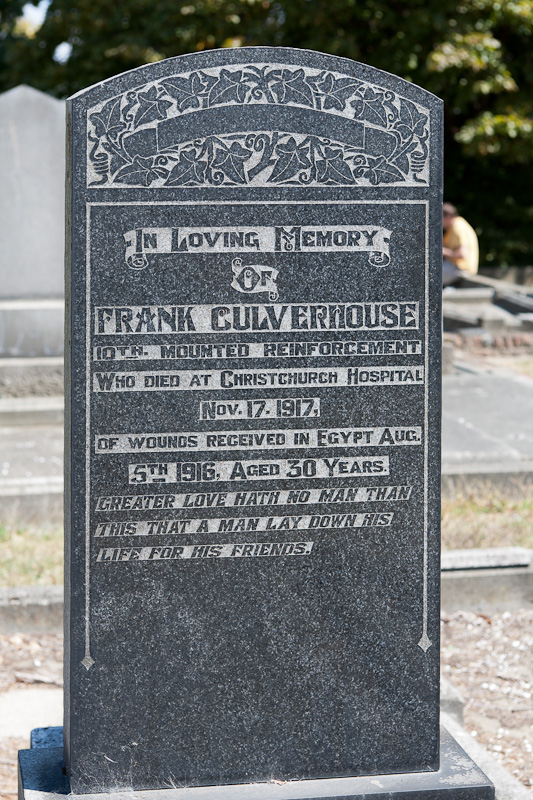 In Loving Memory
Of
FRANK CULVERHOUSE
10TH. MOUNTED REINFORCEMENT
WHO DIED AT CHRISTCHURCH HOSPITAL
NOV. 17. 1917,
OF WOUNDS RECEIVED IN EGYPT AUG.
5TH 1916, AGED 30 YEARS.
GREATER LOVE HATH NO MAN THAN
THIS THAT A MAN LAY DOWN HIS
LIFE FOR HIS FRIENDS.